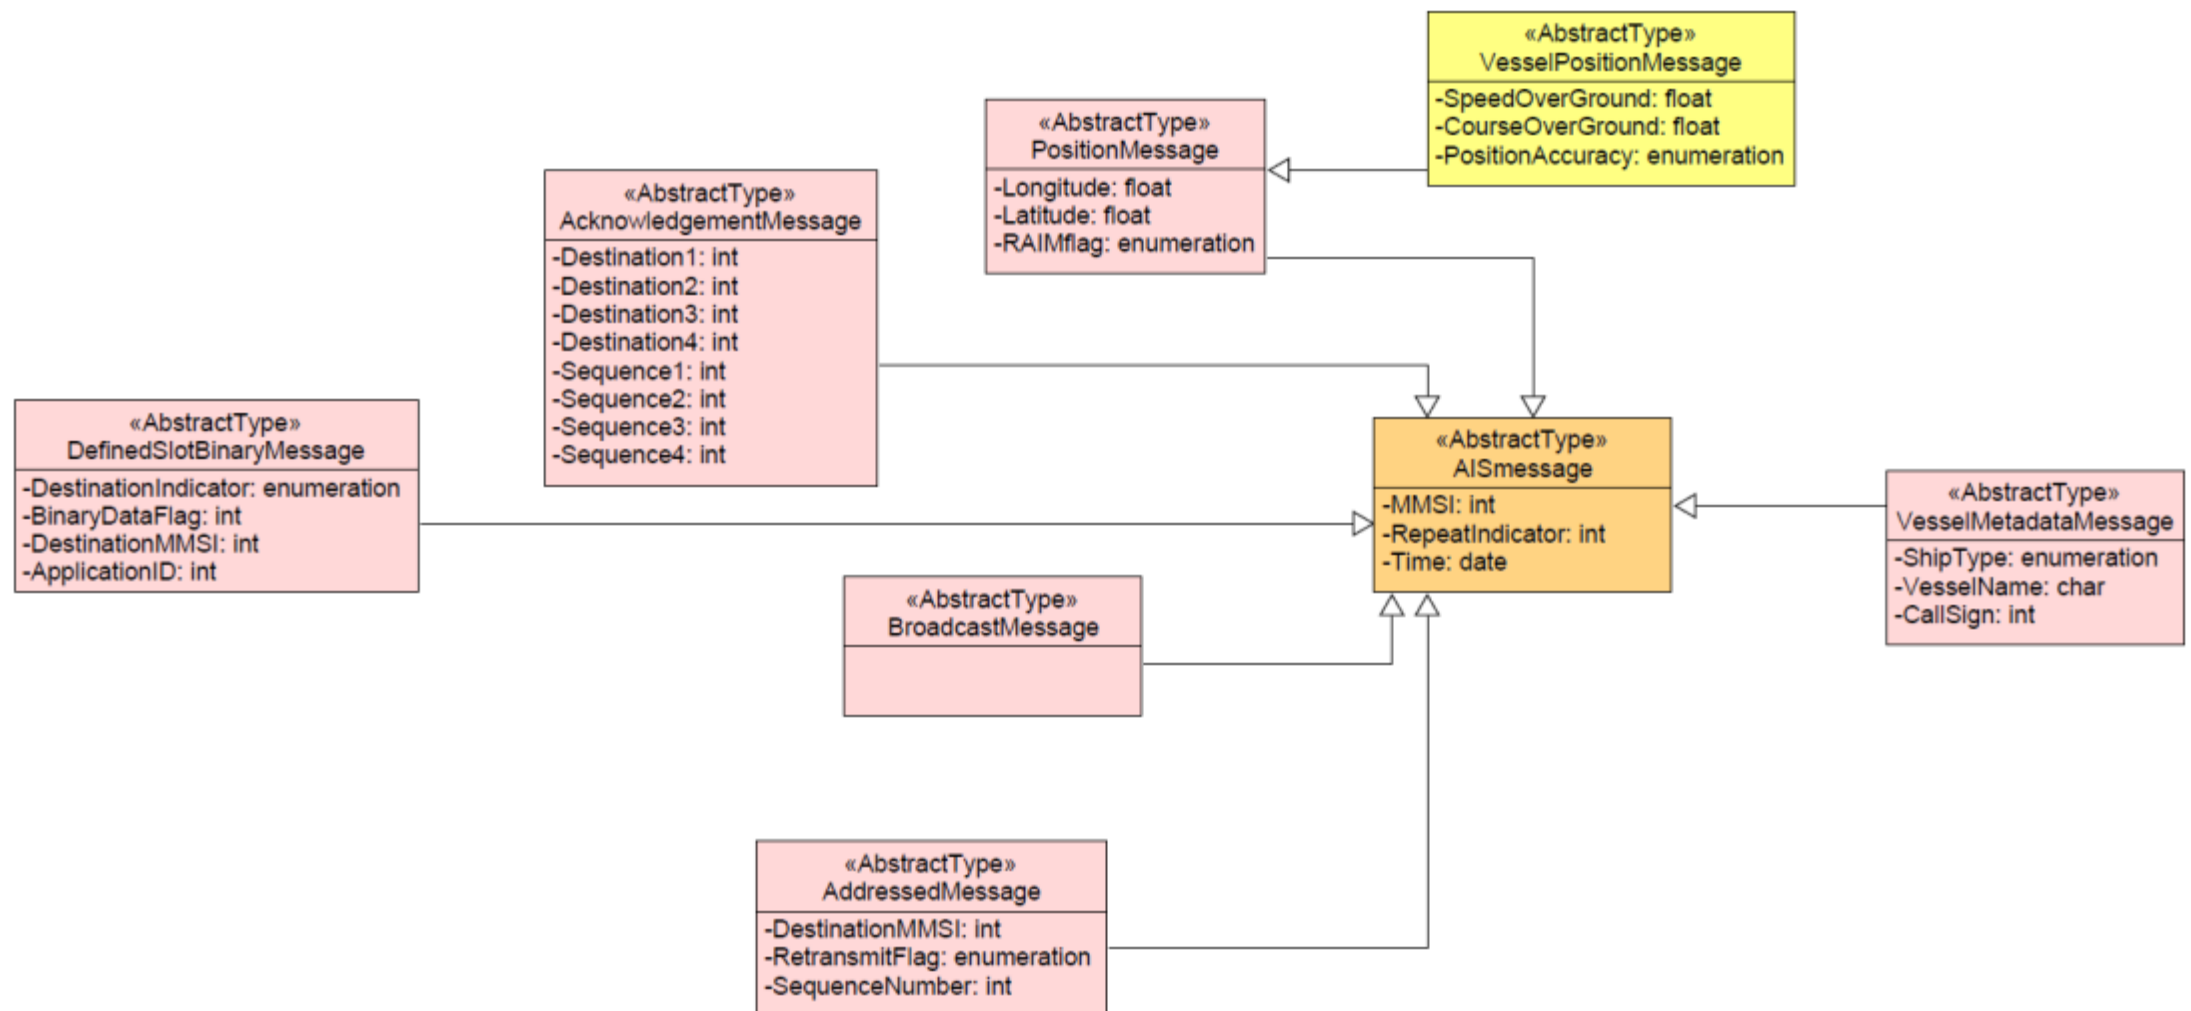 «AbstractType»
VesselPositionMessage
-SpeedOverGround: float
-CourseOverGround: float
-PositionAccuracy: enumeration
«AbstractType»
PositionMessage
-Longitude: float
-Latitude: float
-RAIMflag: enumeration
«AbstractType»
AcknowledgementMessage
-Destination1: int
-Destination2: int
-Destination3: int
-Destination4: int
-Sequence1: int
-Sequence2: int
-Sequence3: int
-Sequence4: int
«AbstractType»
DefinedSlotBinaryMessage
-DestinationIndicator: enumeration
-BinaryDataFlag: int
-DestinationMMSI: int
-ApplicationID: int
«AbstractType»
AISmessage
-MMSI: int
-RepeatIndicator: int
-Time: date
«AbstractType»
VesselMetadataMessage
-ShipType: enumeration
-VesselName: char
-CallSign: int
«AbstractType»
BroadcastMessage
«AbstractType»
AddressedMessage
-DestinationMMSI: int
-RetransmitFlag: enumeration
-SequenceNumber: int